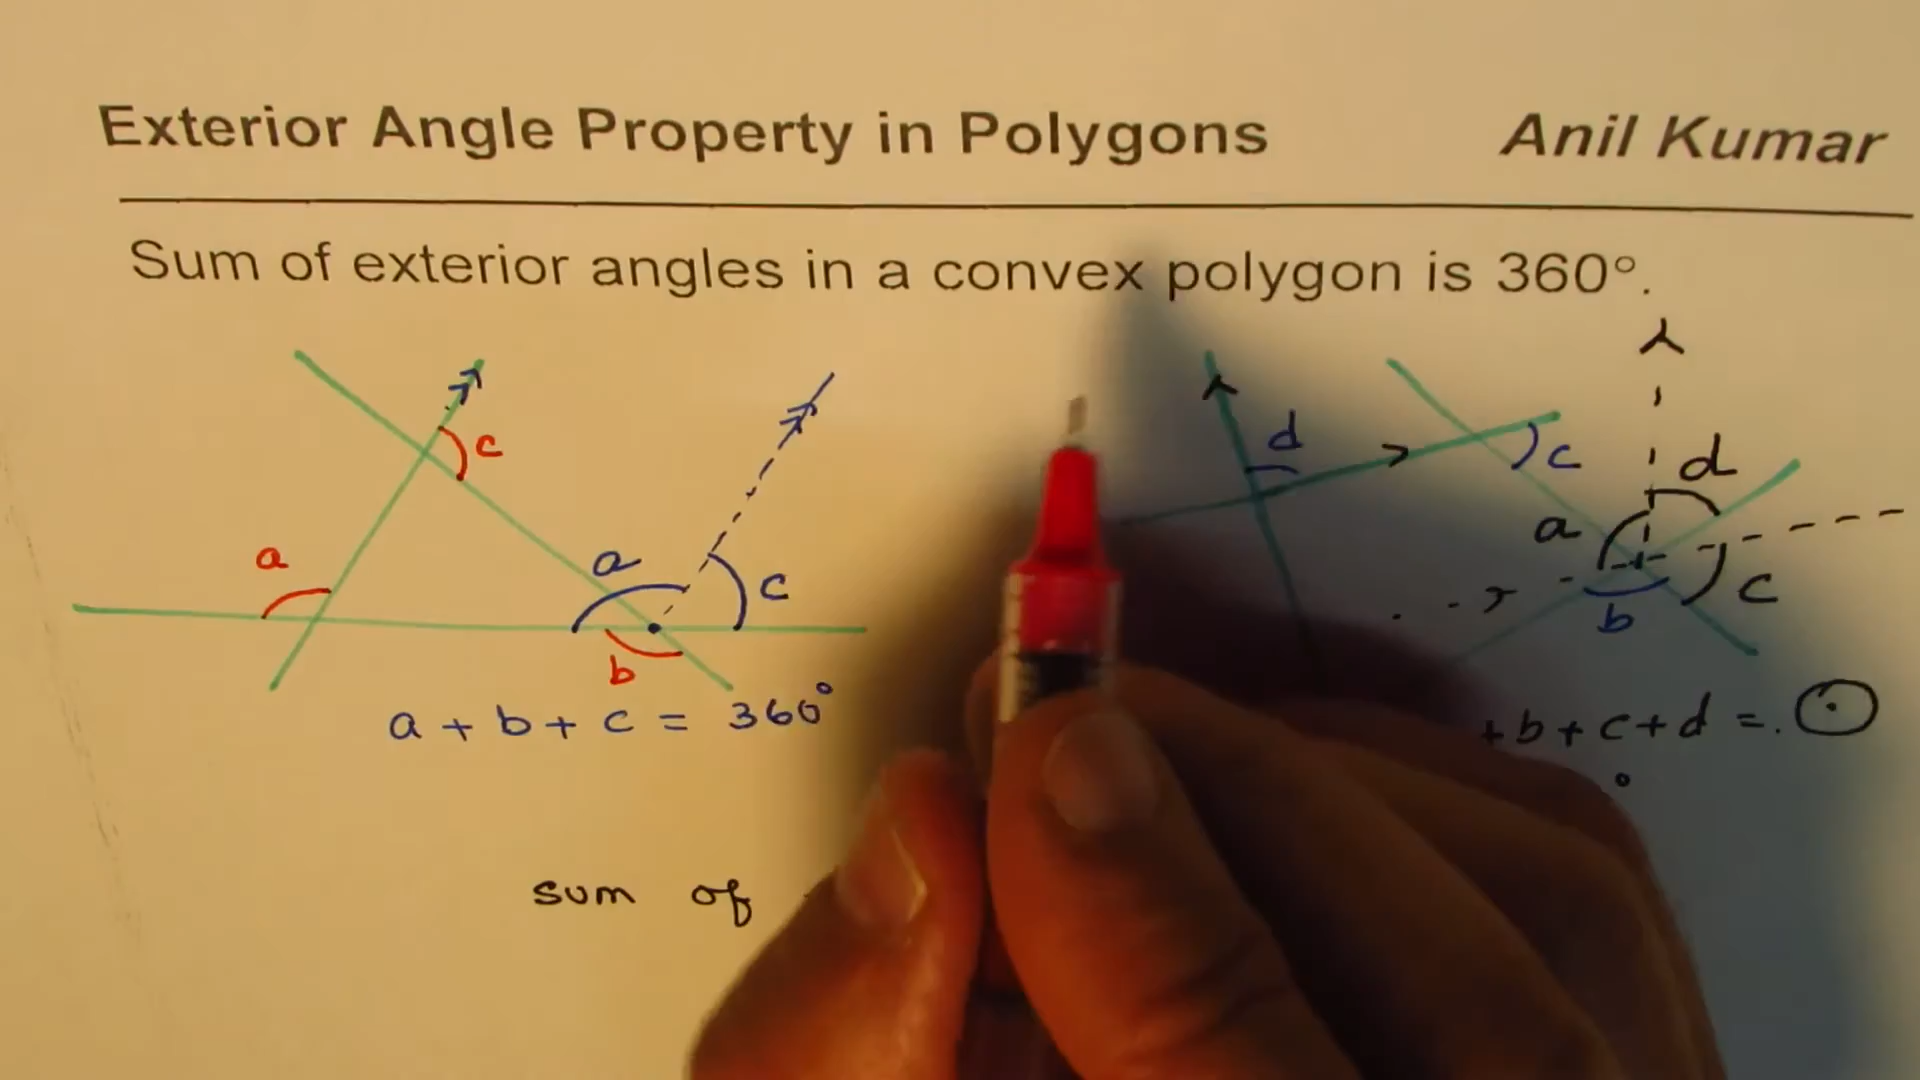 Exterior Angle Property in Polygons Anil Kumar
Sum of exterior angles in a convex polygon is 360°.
c
a
a
c
b
a + b + c = 360°
d
c
d
a
c
b
+ b + c + d =
sum of